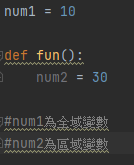 num1 = 10
def fun():
num2 = 30
#num1為全域變數
#num2為區域變數